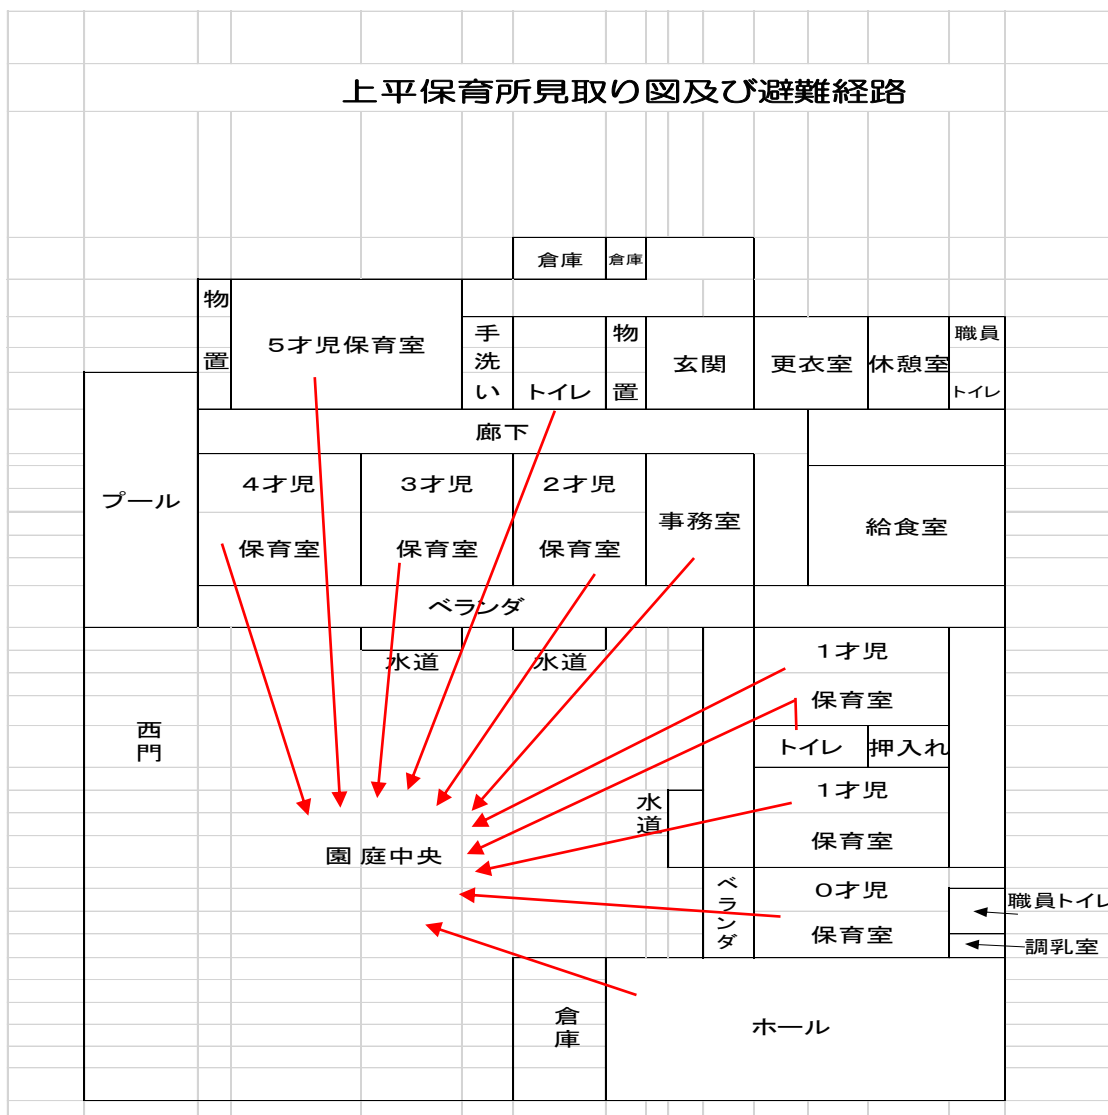 上平保育所見取り図及び避難経路
倉庫
倉庫
物置
5才児保育室
手洗い
トイレ
物置
玄関
更衣室
休憩室
職員
トイレ
廊下
プール
4才児
保育室
3才児
保育室
2才児
保育室
事務室
給食室
ベランダ
水道
水道
1才児
保育室
西門
トイレ
押入れ
水道
1才児
保育室
園庭中央
ベランダ
0才児
保育室
職員トイレ
調乳室
倉庫
ホール